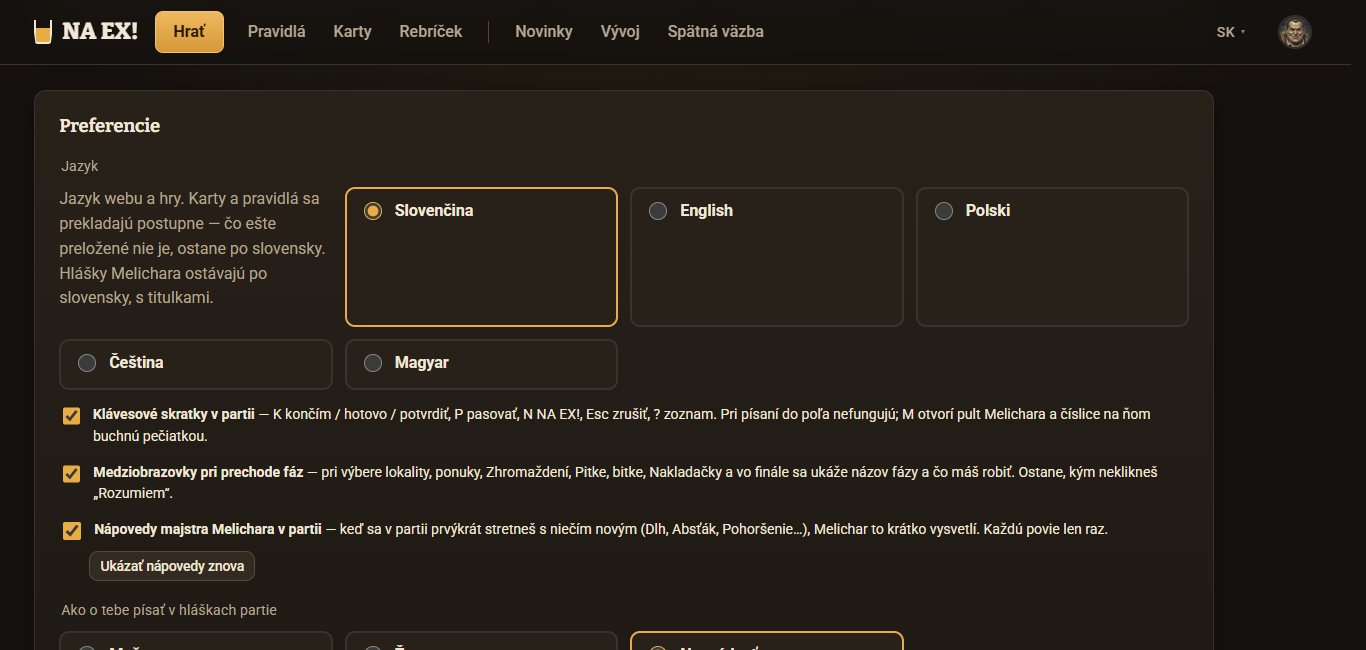 NA EX!
Hrať
Pravidlá
Karty
Rebríček
Novinky
Vývoj
Spätná väzba
SK
Preferencie
Jazyk
Jazyk webu a hry. Karty a pravidlá sa
prekladajú postupne — čo ešte
preložené nie je, ostane po slovensky.
Hlášky Melichara ostávajú po
slovensky, s titulkami.
Slovenčina
English
Polski
Čeština
Magyar
Klávesové skratky v partii — K končím / hotovo / potvrdiť, P pasovať, N NA EX!, Esc zrušiť, ? zoznam. Pri písaní do poľa nefungujú; M otvorí pult Melichara a číslice na ňom
buchnú pečiatkou.
Medziobrazovky pri prechode fáz — pri výbere lokality, ponuky, Zhromaždení, Pitke, bitke, Nakladačky a vo finále sa ukáže názov fázy a čo máš robiť. Ostane, kým neklikneš
„Rozumiem“.
Nápovedy majstra Melichara v partii — keď sa v partii prvýkrát stretneš s niečím novým (Dlh, Absťák, Pohoršenie…), Melichar to krátko vysvetlí. Každú povie len raz.
Ukázať nápovedy znova
Ako o tebe písať v hláškach partie